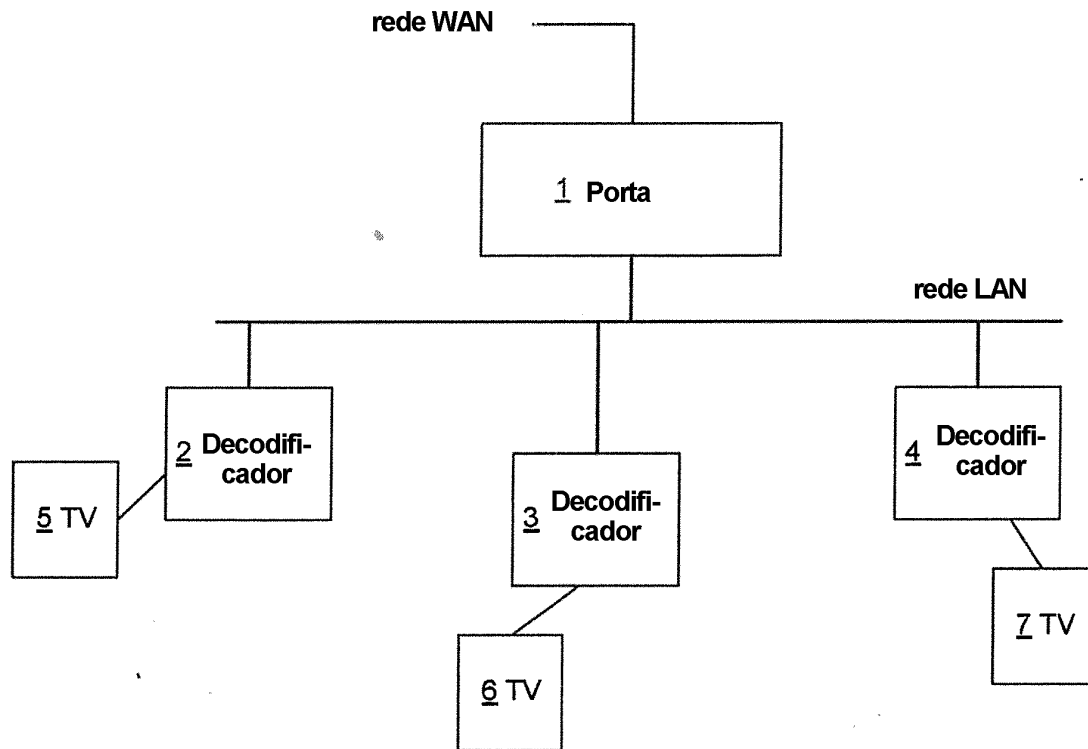 rede WAN
1 Porta
rede LAN
2 Decodifi-
cador
4 Decodifi-
cador
5 TV
3 Decodifi-
cador
7 TV
6 TV